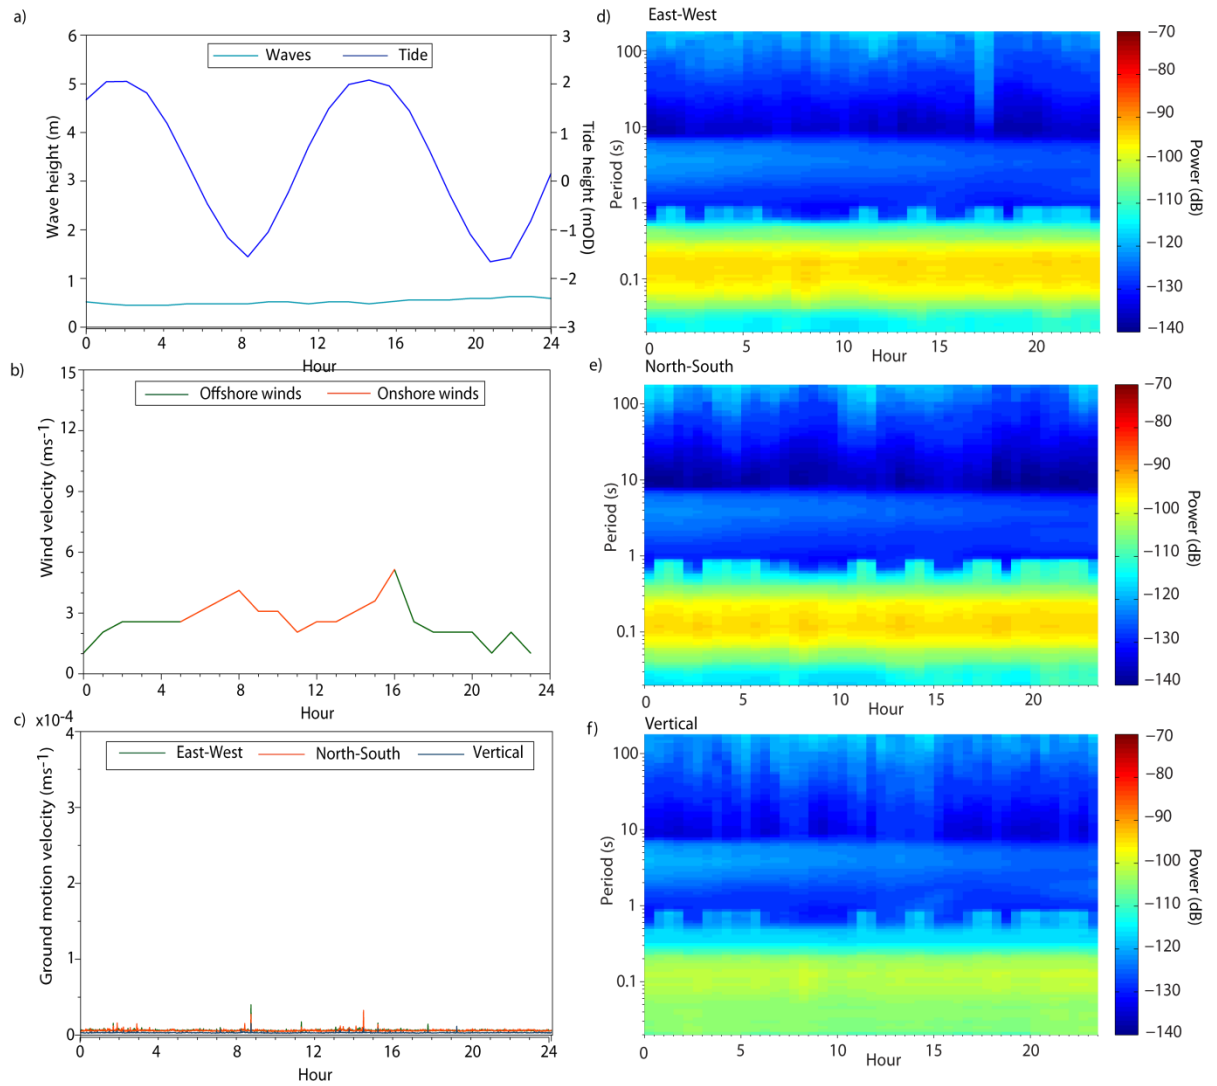 a)
6
5
4
3
2
1
0
Wave height (m)
Waves
Tide
3
2
1
0
−1
−2
−3
Tide height (mOD)
0
4
8
12
16
20
24
Hour
b)
15
12
9
6
3
0
Wind velocity (ms-1)
Offshore winds
Onshore winds
0
4
8
12
16
20
24
Hour
c)
x10-4
4
3
2
1
0
Ground motion velocity (ms-1)
East-West
North-South
Vertical
0
4
8
12
16
20
24
Hour
d)
East-West
100
10
1
0.1
Period (s)
0
5
10
15
20
Hour
−70
−80
−90
−100
−110
−120
−130
−140
Power (dB)
e)
North-South
100
10
1
0.1
Period (s)
0
5
10
15
20
Hour
−70
−80
−90
−100
−110
−120
−130
−140
Power (dB)
f)
Vertical
100
10
1
0.1
Period (s)
0
5
10
15
20
Hour
−70
−80
−90
−100
−110
−120
−130
−140
Power (dB)